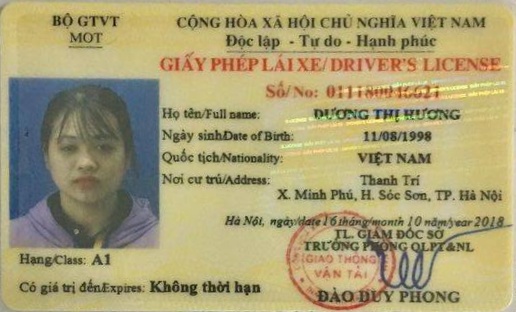 BỘ GTVT
MOT
CỘNG HÒA XÃ HỘI CHỦ NGHĨA VIỆT NAM
Độc lập - Tự do - Hạnh phúc
GIẤY PHÉP LÁI XE/ DRIVER'S LICENSE
Số/No:
Họ tên/Full name: DƯƠNG THỊ HƯƠNG
Ngày sinh/Date of Birth: 11/08/1998
Quốc tịch/Nationality: VIỆT NAM
Nơi cư trú/Address: Thanh Trí
X. Minh Phú, H. Sóc Sơn, TP. Hà Nội
Hà Nội, ngày/date 16 tháng/month 10 năm/year 2018
TL. GIÁM ĐỐC SỞ
TRƯỞNG PHÒNG QLPT&NL
GIAO THÔNG
VẬN TẢI
Hạng/Class: A1
Có giá trị đến/Expires: Không thời hạn
ĐÀO DUY PHONG